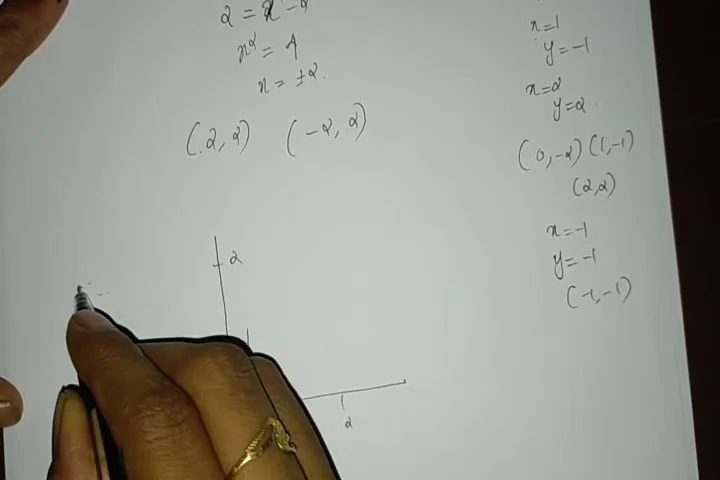 2 = x² - 2
x² = 4
x = ±2.
(2, 2) (-2, 2)
x=1
y=-1
x=2
y=2
(0, -2) (1, -1)
(2, 2)
x=-1
y=-1
(-1, -1)
2
2